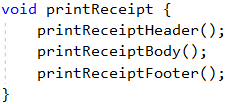 void printReceipt {
    printReceiptHeader();
    printReceiptBody();
    printReceiptFooter();
}